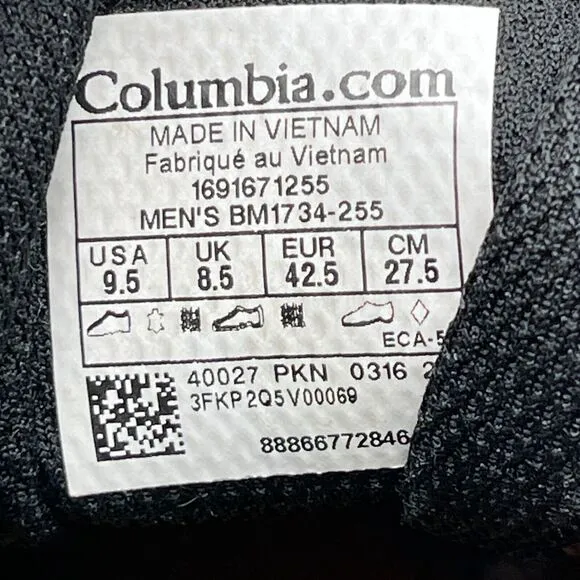 Columbia.com
MADE IN VIETNAM
Fabriqué au Vietnam
1691671255
MEN'S BM1734-255
USA UK EUR CM
9.5 8.5 42.5 27.5
ECA-5
40027 PKN 0316 2
3FKP2Q5V00069
88866772846